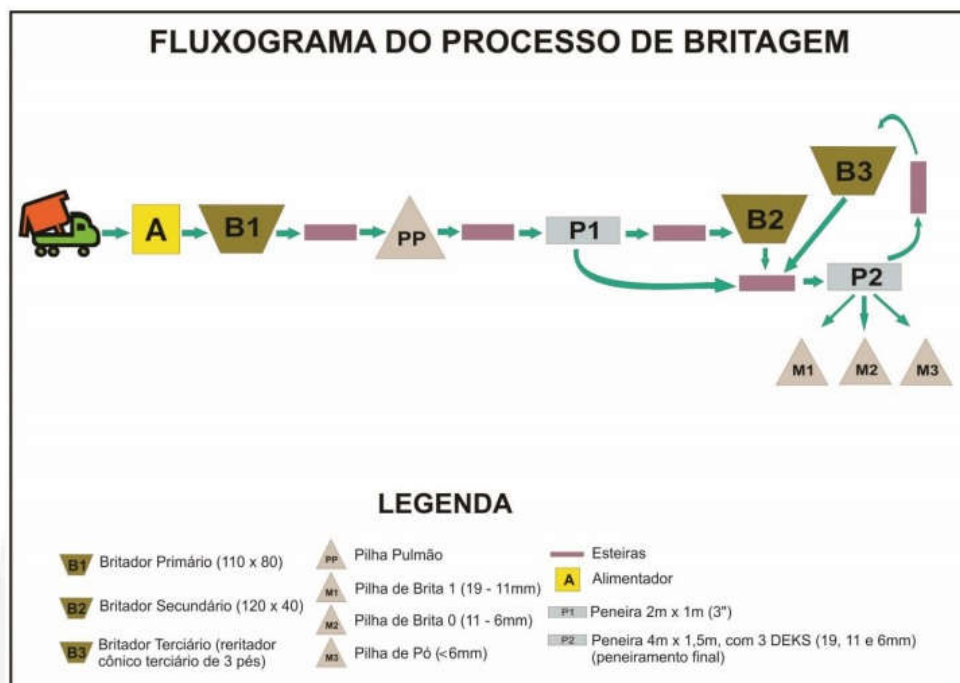 FLUXOGRAMA DO PROCESSO DE BRITAGEM
B3
A
B1
PP
P1
B2
P2
M1
M2
M3
LEGENDA
B1 Britador Primário (110 x 80)
B2 Britador Secundário (120 x 40)
B3 Britador Terciário (reritador
cônico terciário de 3 pés)
PP Pilha Pulmão
M1 Pilha de Brita 1 (19 - 11mm)
M2 Pilha de Brita 0 (11 - 6mm)
M3 Pilha de Pó (<6mm)
Esteiras
A Alimentador
P1 Peneira 2m x 1m (3")
P2 Peneira 4m x 1,5m, com 3 DEKS (19, 11 e 6mm)
(peneiramento final)